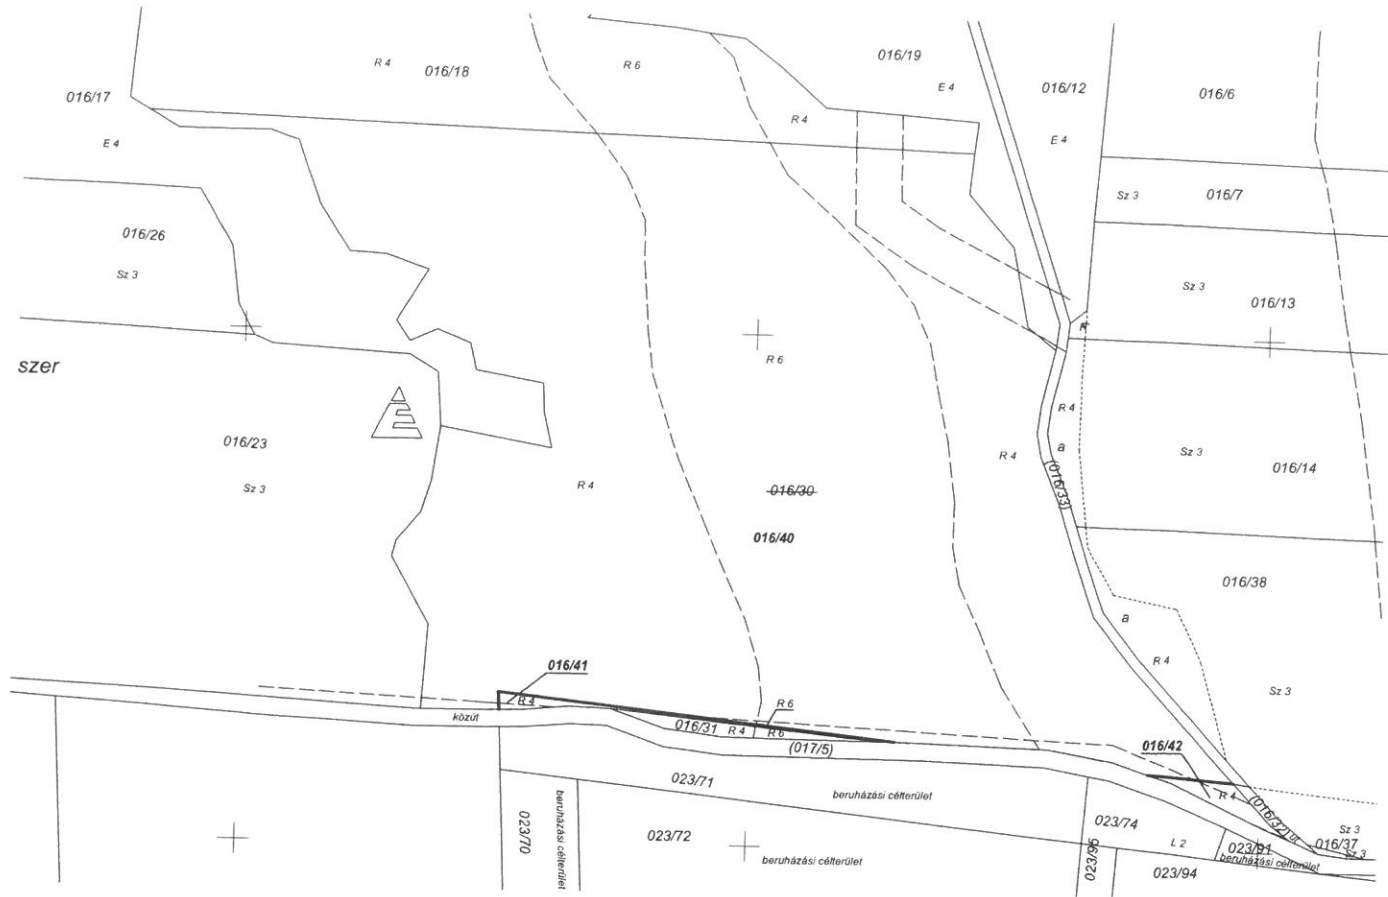 016/19
R 4
016/18
R 6
E 4
016/12
016/6
016/17
R 4
E 4
E 4
Sz 3
016/7
016/26
Sz 3
Sz 3
016/13
R 6
szer
R 4
016/23
a
R 4
Sz 3
016/14
Sz 3
R 4
016/30
(016/33)
016/40
016/38
a
R 4
Sz 3
016/41
R 4
R 6
közút
016/31
R 4
R 6
(017/5)
016/42
R 4
023/71
beruházási célterület
023/70
beruházási célterület
023/72
beruházási célterület
023/74
L 2
023/95
023/94
023/91
beruházási célterület
(016/32) út
Sz 3
016/37
Sz 3